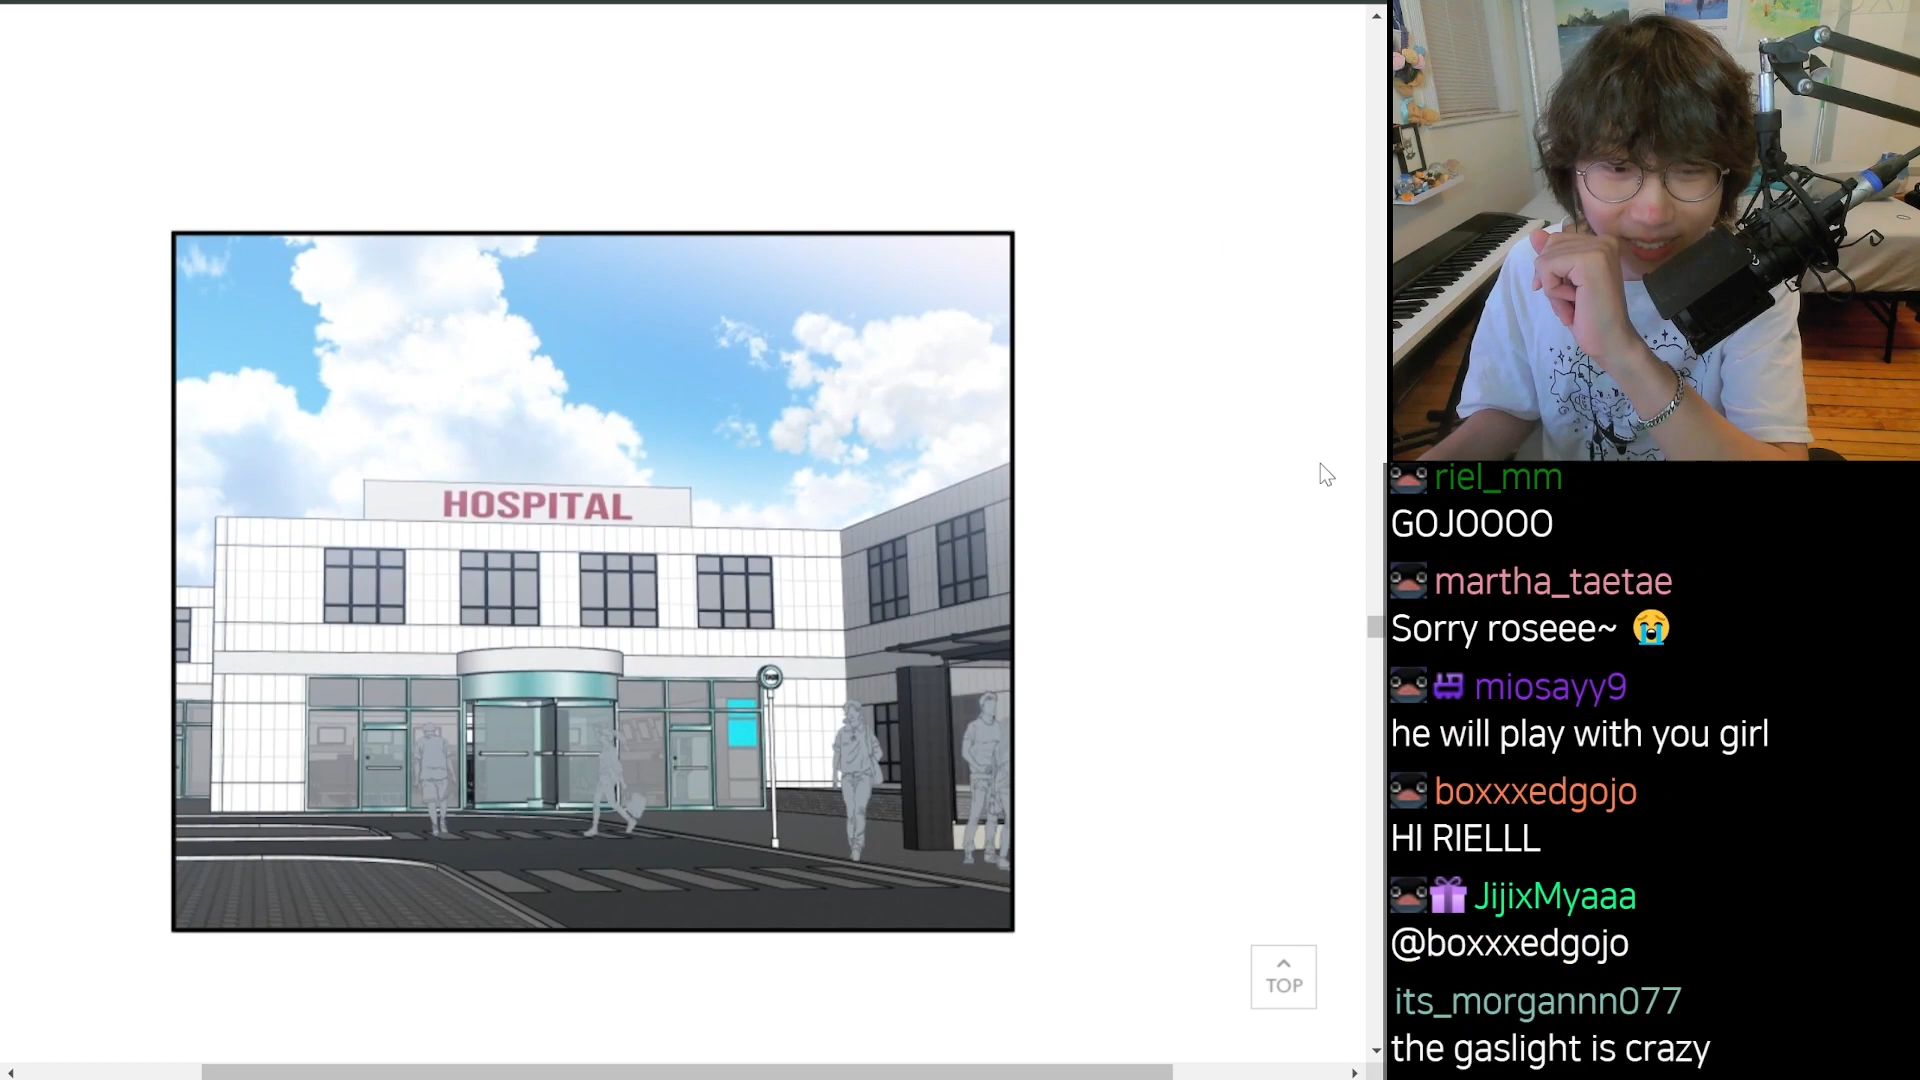 HOSPITAL
TOP
riel_mm
GOJOOOO
martha_taetae
Sorry roseee~ 😭
miosayy9
he will play with you girl
boxxxedgojo
HI RIELLL
JijixMyaaa
@boxxxedgojo
its_morgannn077
the gaslight is crazy